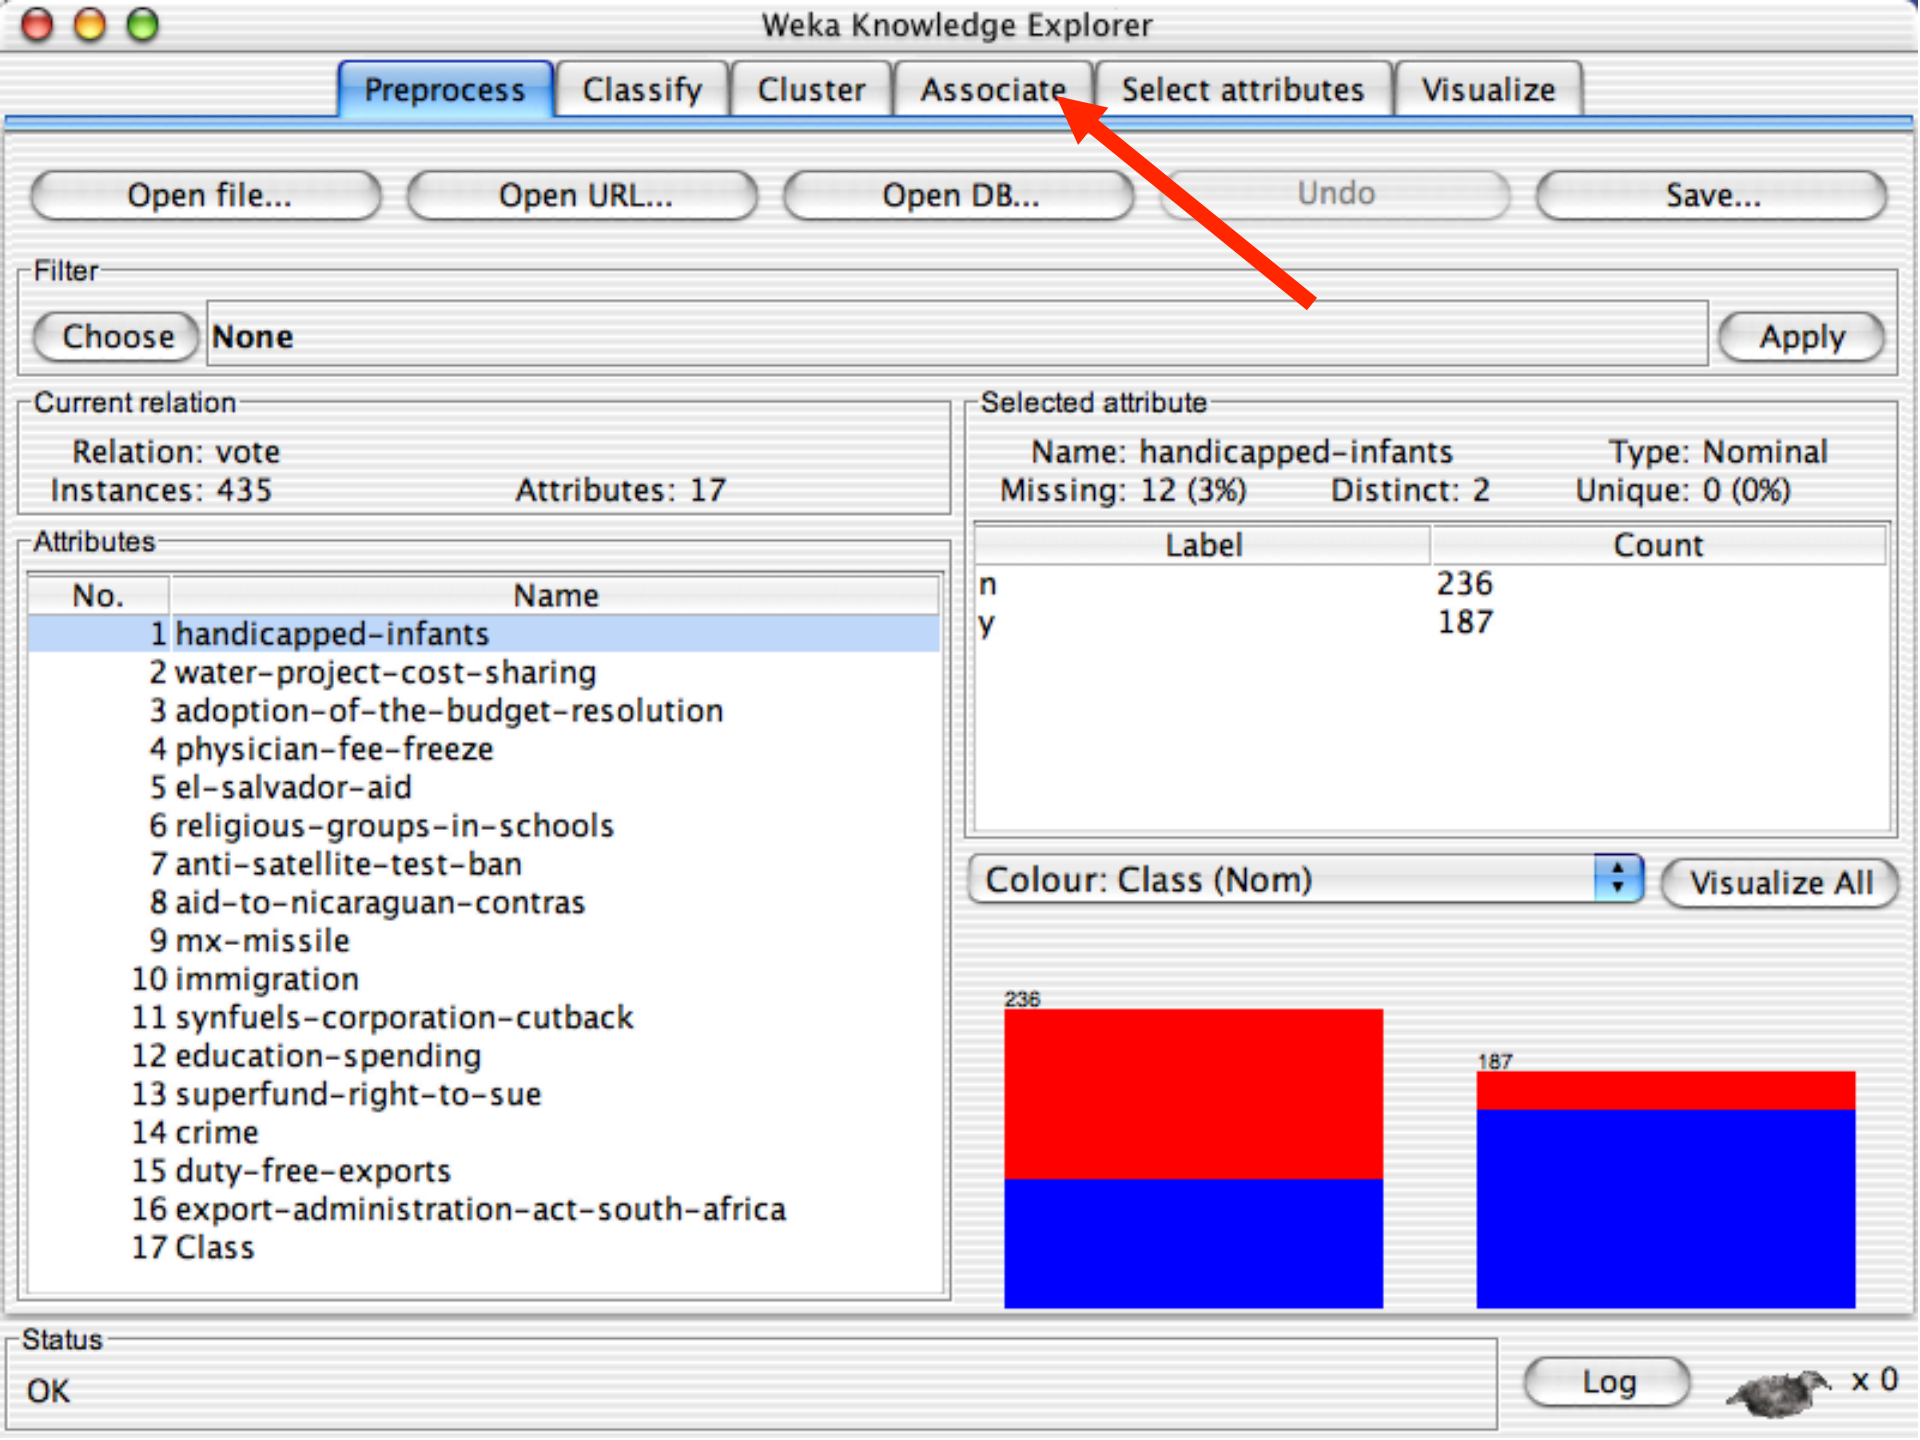 Weka Knowledge Explorer
Preprocess Classify Cluster Associate Select attributes Visualize
Open file... Open URL... Open DB... Undo Save...
Filter
Choose None Apply
Current relation
Relation: vote
Instances: 435 Attributes: 17
Selected attribute
Name: handicapped-infants Type: Nominal
Missing: 12 (3%) Distinct: 2 Unique: 0 (0%)
Label Count
n 236
y 187
Attributes
No. Name
1 handicapped-infants
2 water-project-cost-sharing
3 adoption-of-the-budget-resolution
4 physician-fee-freeze
5 el-salvador-aid
6 religious-groups-in-schools
7 anti-satellite-test-ban
8 aid-to-nicaraguan-contras
9 mx-missile
10 immigration
11 synfuels-corporation-cutback
12 education-spending
13 superfund-right-to-sue
14 crime
15 duty-free-exports
16 export-administration-act-south-africa
17 Class
Colour: Class (Nom) Visualize All
236
187
Status
OK
Log x 0